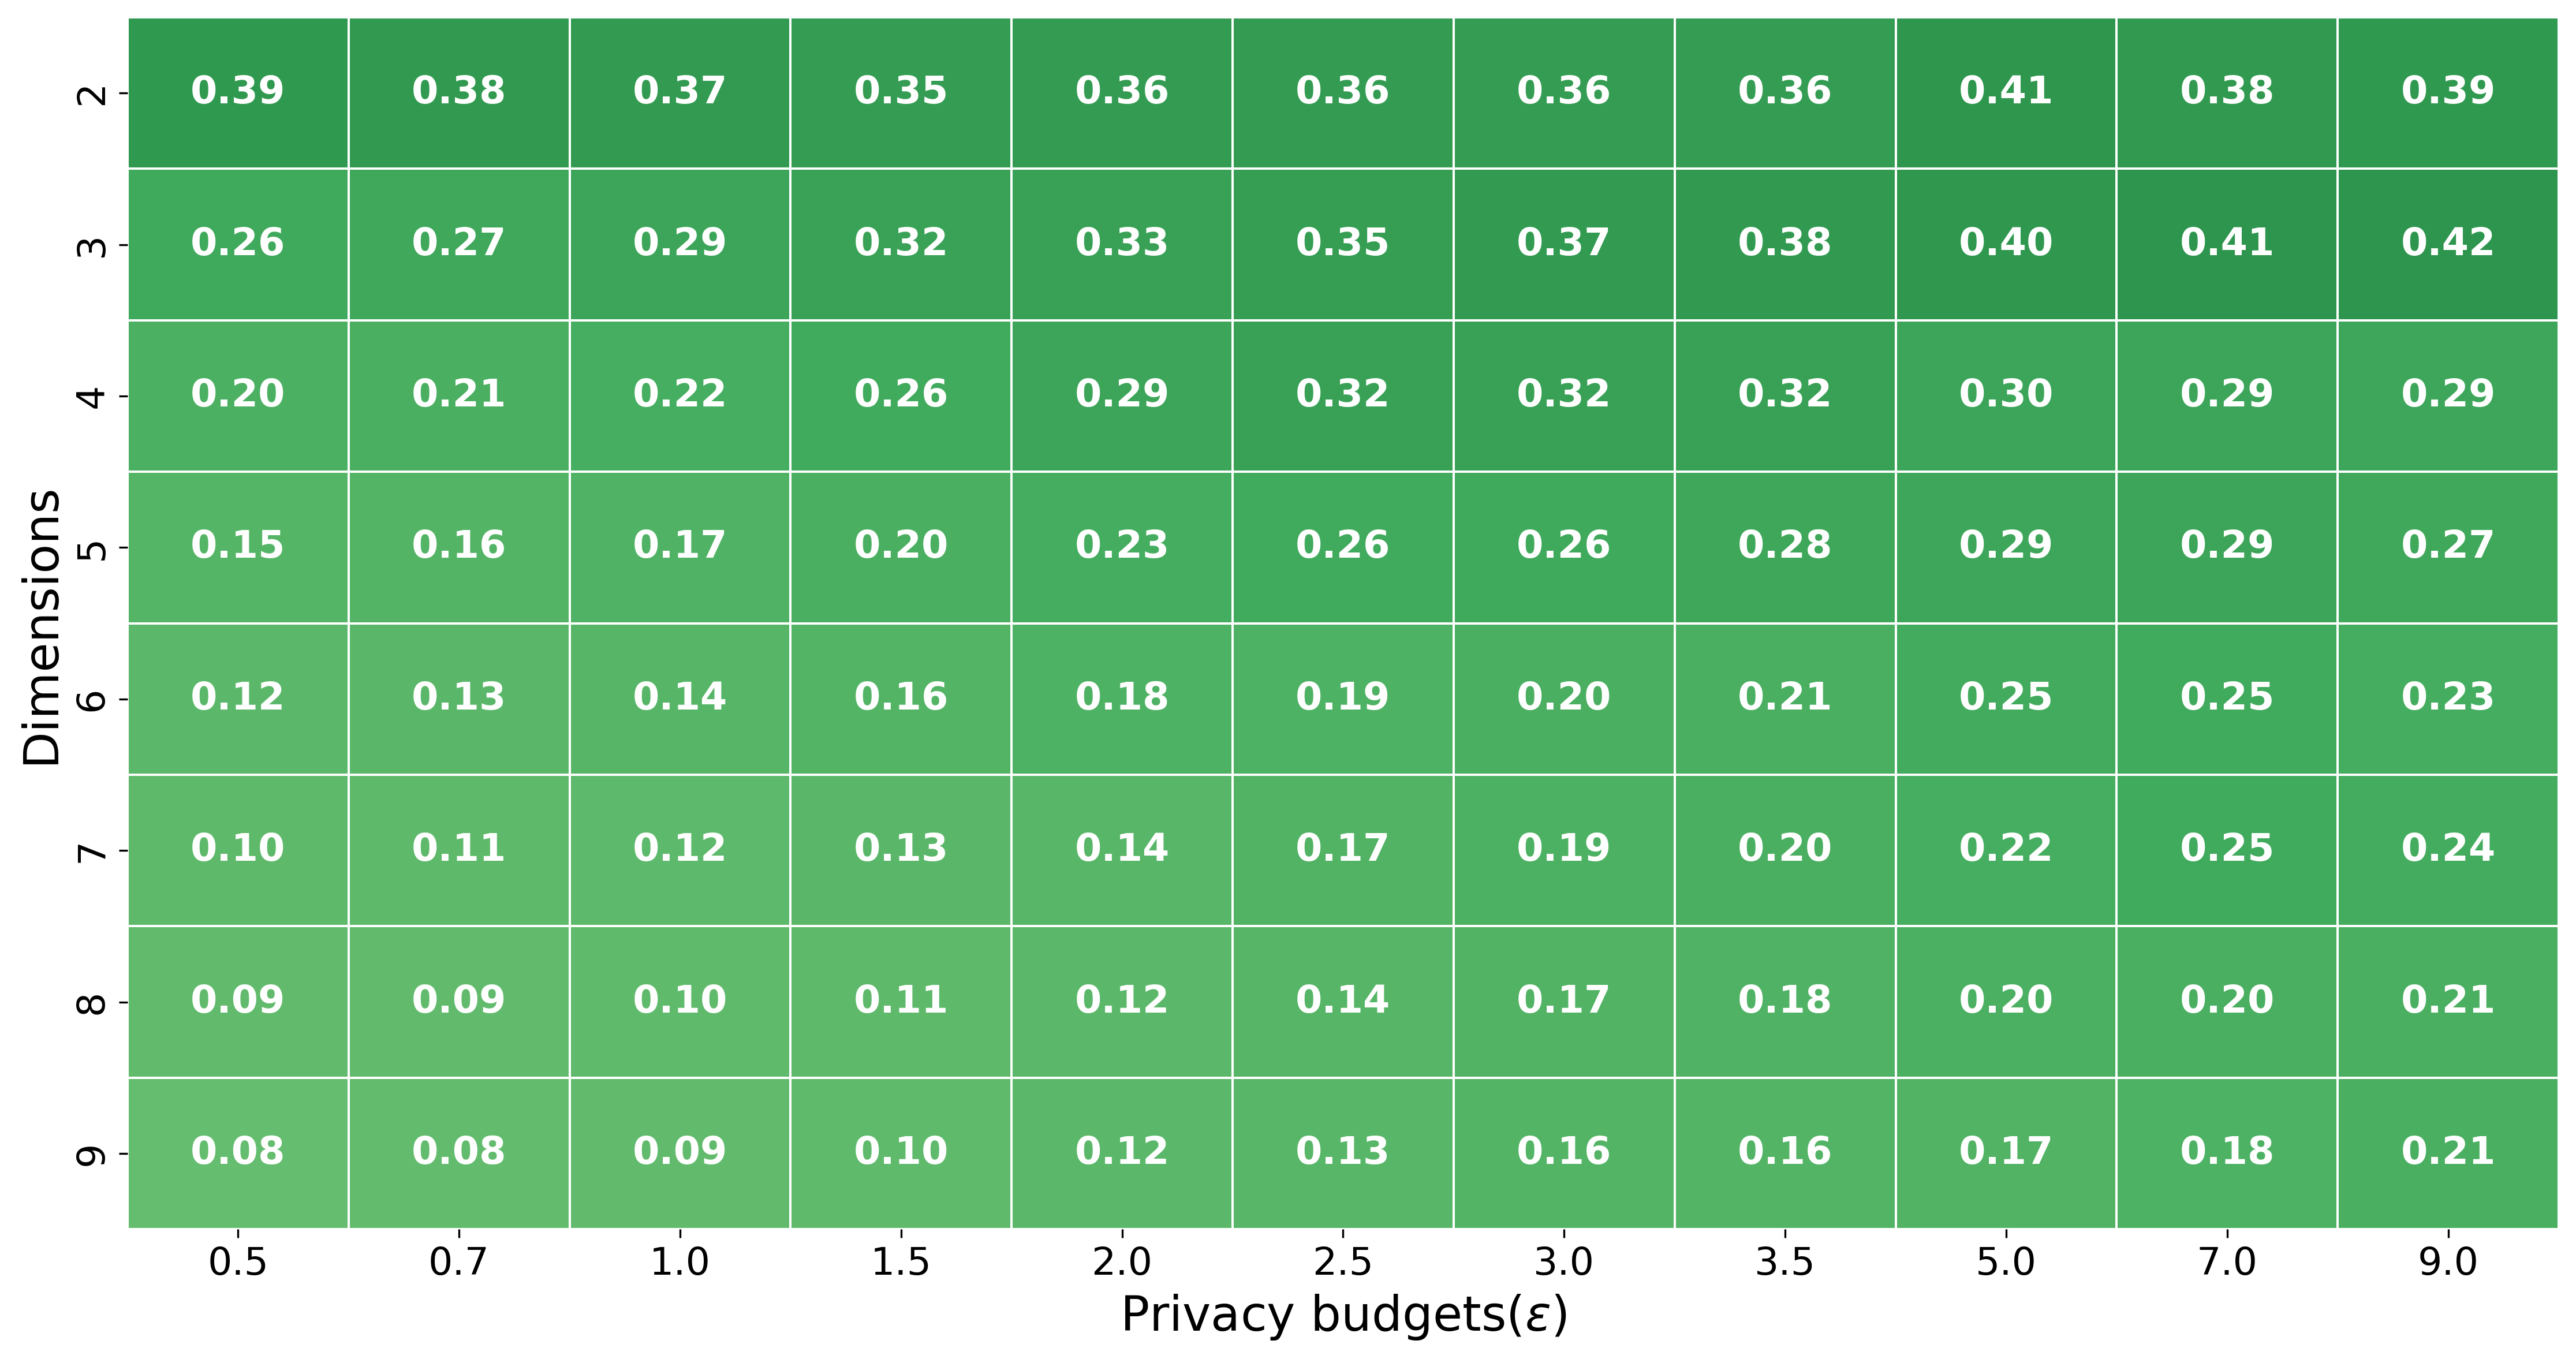 2 0.39 0.38 0.37 0.35 0.36 0.36 0.36 0.36 0.41 0.38 0.39
3 0.26 0.27 0.29 0.32 0.33 0.35 0.37 0.38 0.40 0.41 0.42
4 0.20 0.21 0.22 0.26 0.29 0.32 0.32 0.32 0.30 0.29 0.29
Dimensions
5 0.15 0.16 0.17 0.20 0.23 0.26 0.26 0.28 0.29 0.29 0.27
6 0.12 0.13 0.14 0.16 0.18 0.19 0.20 0.21 0.25 0.25 0.23
7 0.10 0.11 0.12 0.13 0.14 0.17 0.19 0.20 0.22 0.25 0.24
8 0.09 0.09 0.10 0.11 0.12 0.14 0.17 0.18 0.20 0.20 0.21
9 0.08 0.08 0.09 0.10 0.12 0.13 0.16 0.16 0.17 0.18 0.21
0.5 0.7 1.0 1.5 2.0 2.5 3.0 3.5 5.0 7.0 9.0
Privacy budgets(ε)